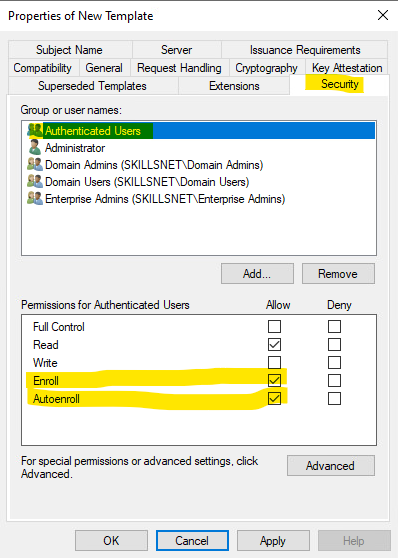 Properties of New Template
Subject Name Server Issuance Requirements
Compatibility General Request Handling Cryptography Key Attestation
Superseded Templates Extensions Security
Group or user names:
Authenticated Users
Administrator
Domain Admins (SKILLSNET\Domain Admins)
Domain Users (SKILLSNET\Domain Users)
Enterprise Admins (SKILLSNET\Enterprise Admins)
Add... Remove
Permissions for Authenticated Users Allow Deny
Full Control
Read
Write
Enroll
Autoenroll
For special permissions or advanced settings, click
Advanced.
Advanced
OK Cancel Apply Help